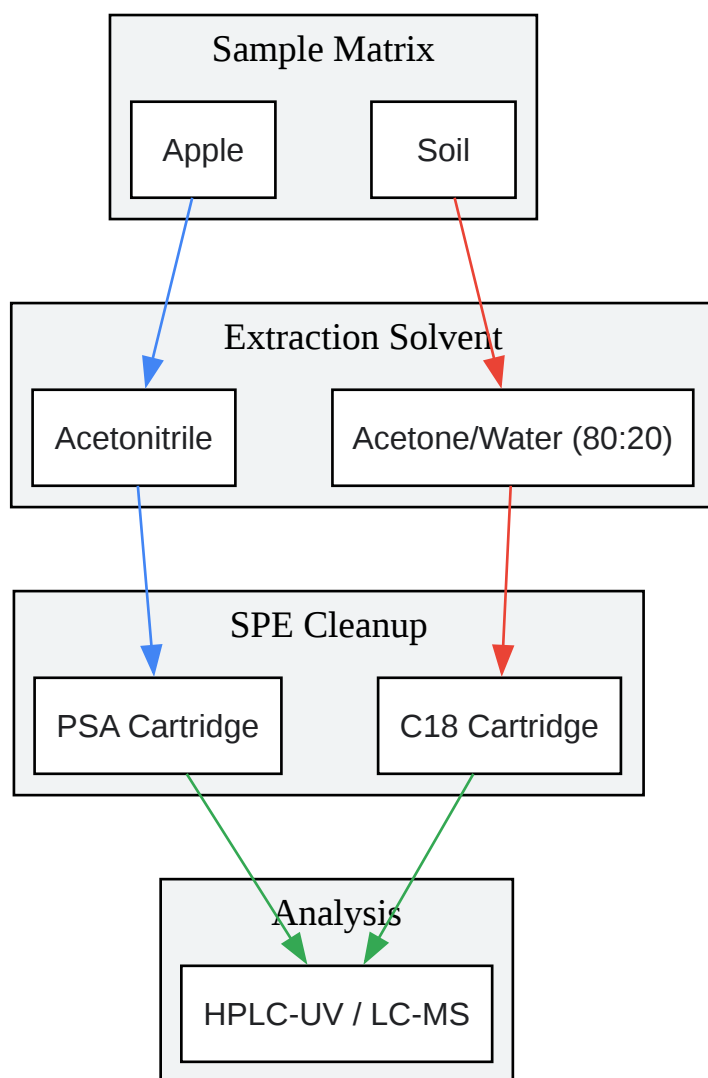 Sample Matrix
Apple
Soil
Extraction Solvent
Acetonitrile
Acetone/Water (80:20)
SPE Cleanup
PSA Cartridge
C18 Cartridge
Analysis
HPLC-UV / LC-MS